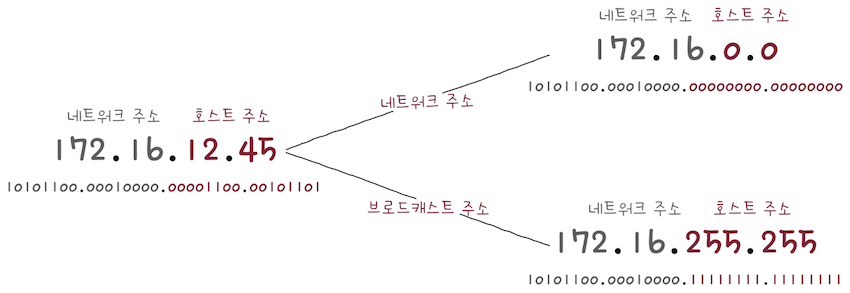 네트워크 주소 호스트 주소
172.16.0.0
10101100.00010000.00000000.00000000
네트워크 주소
네트워크 주소 호스트 주소
172.16.12.45
10101100.00010000.00001100.00101101
브로드캐스트 주소
네트워크 주소 호스트 주소
172.16.255.255
10101100.00010000.11111111.11111111